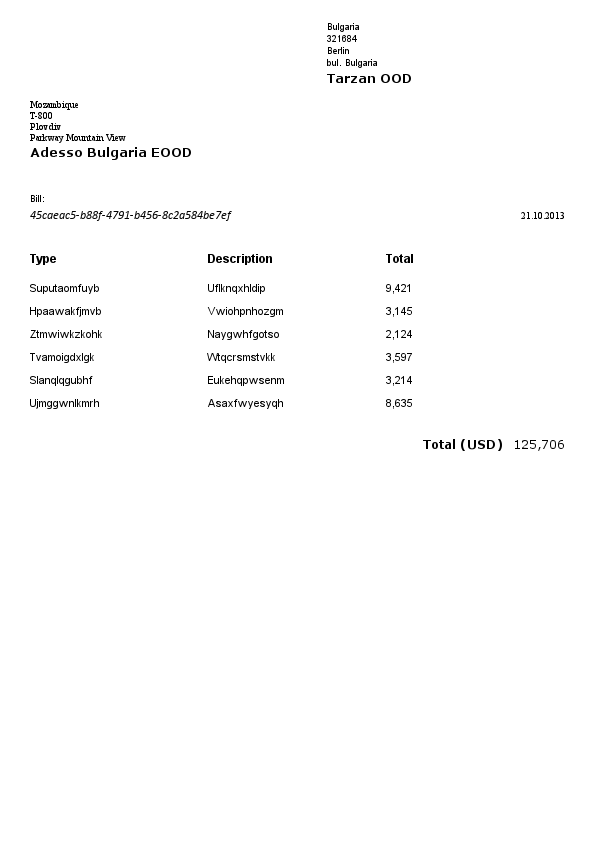 Bulgaria
321684
Berlin
bul. Bulgaria
Tarzan OOD
Mozambique
T-800
Plovdiv
Parkway Mountain View
Adesso Bulgaria EOOD
Bill:
45caeac5-b88f-4791-b456-8c2a584be7ef 21.10.2013
Type Description Total
Suputaomfuyb Uflknqxhldip 9,421
Hpaawakfjmvb Vwiohpnhozgm 3,145
Ztmwiwkzkohk Naygwhfgotso 2,124
Tvamoigdxlgk Wtqcrsmstvkk 3,597
Slanqlqgubhf Eukehqpwsenm 3,214
Ujmggwnlkmrh Asaxfwyesyqh 8,635
Total (USD) 125,706